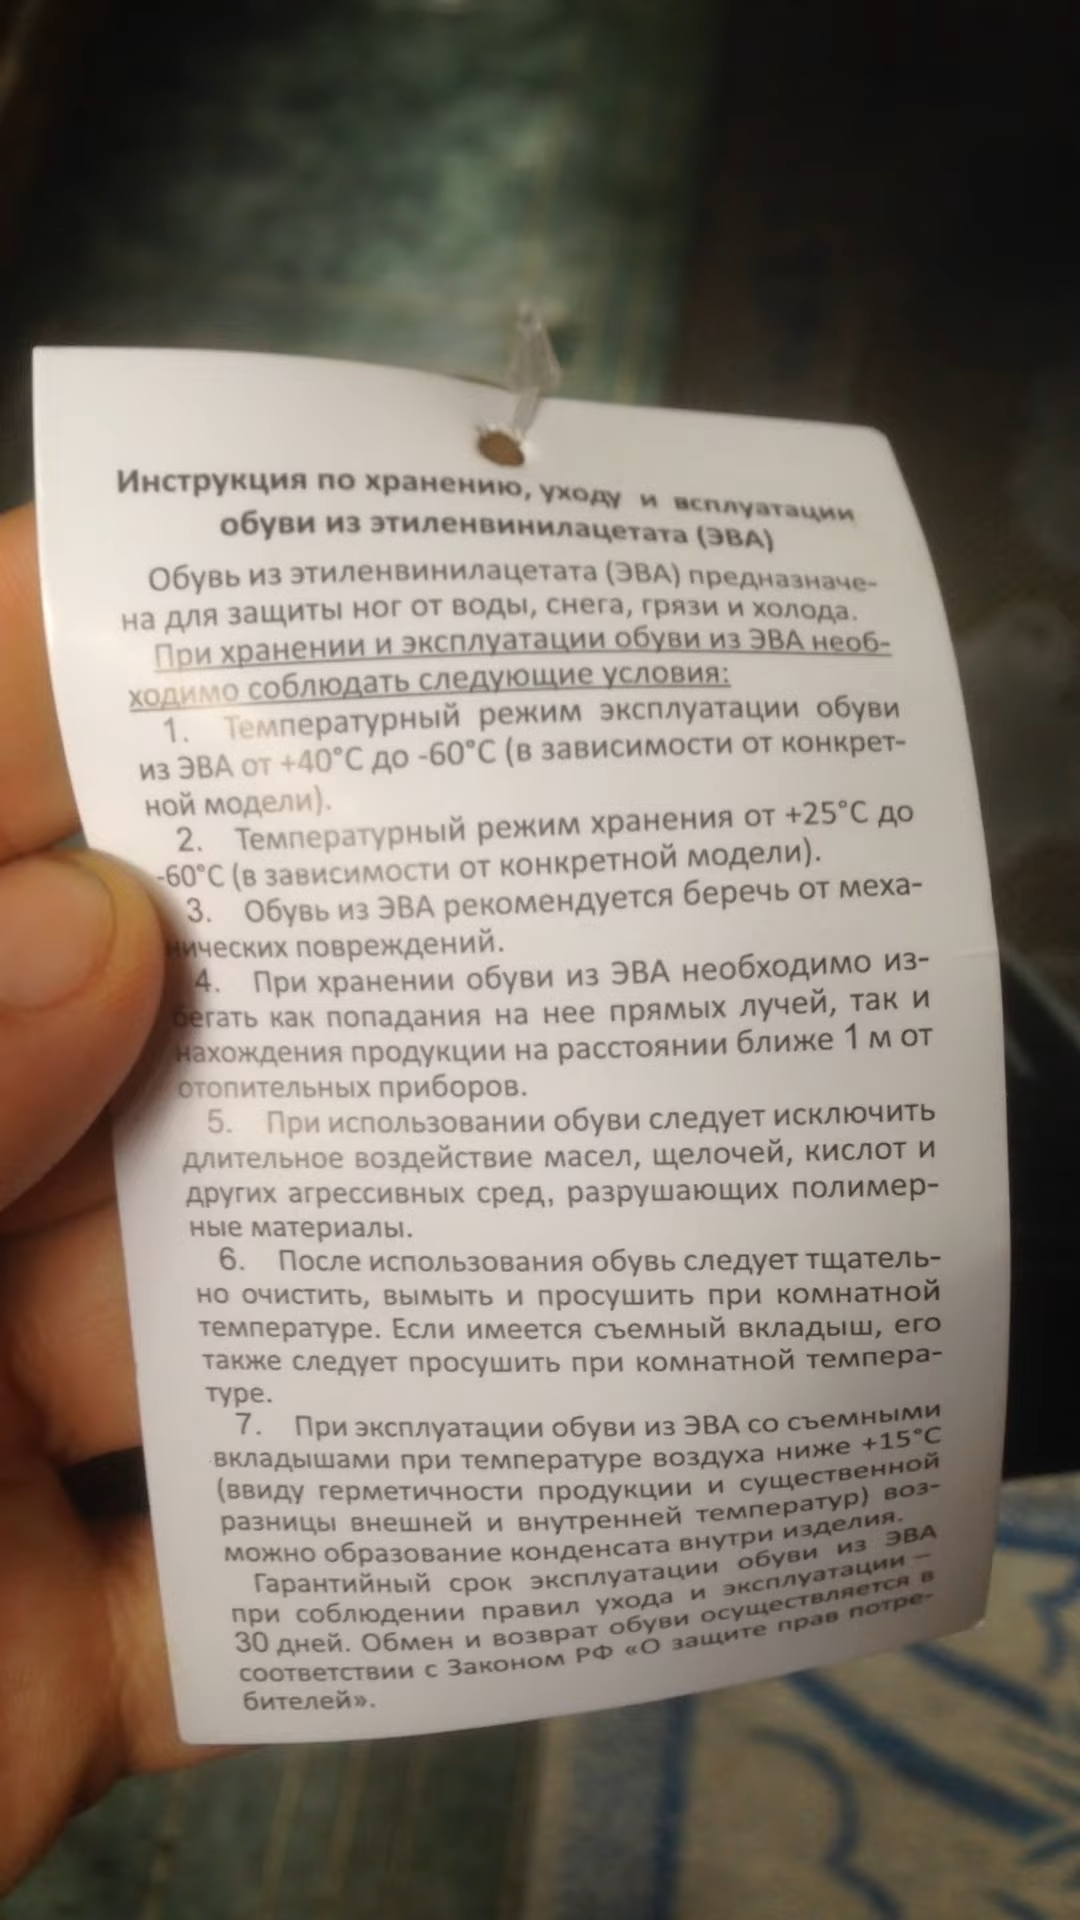 Инструкция по хранению, уходу и всплуатации
обуви из этиленвинилацетата (ЭВА)
Обувь из этиленвинилацетата (ЭВА) предназначе-
на для защиты ног от воды, снега, грязи и холода.
При хранении и эксплуатации обуви из ЭВА необ-
ходимо соблюдать следующие условия:
1. Температурный режим эксплуатации обуви
из ЭВА от +40°С до -60°С (в зависимости от конкрет-
ной модели).
2. Температурный режим хранения от +25°С до
-60°С (в зависимости от конкретной модели).
3. Обувь из ЭВА рекомендуется беречь от меха-
нических повреждений.
4. При хранении обуви из ЭВА необходимо из-
бегать как попадания на нее прямых лучей, так и
нахождения продукции на расстоянии ближе 1 м от
отопительных приборов.
5. При использовании обуви следует исключить
длительное воздействие масел, щелочей, кислот и
других агрессивных сред, разрушающих полимер-
ные материалы.
6. После использования обувь следует тщатель-
но очистить, вымыть и просушить при комнатной
температуре. Если имеется съемный вкладыш, его
также следует просушить при комнатной темпера-
туре.
7. При эксплуатации обуви из ЭВА со съемными
вкладышами при температуре воздуха ниже +15°С
(ввиду герметичности продукции и существенной
разницы внешней и внутренней температур) воз-
можно образование конденсата внутри изделия.
Гарантийный срок эксплуатации обуви из ЭВА
при соблюдении правил ухода и эксплуатации –
30 дней. Обмен и возврат обуви осуществляется в
соответствии с Законом РФ «О защите прав потре-
бителей».